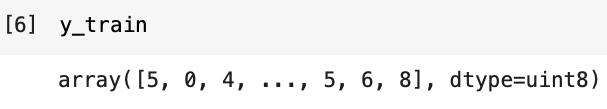 [6] y_train
array([5, 0, 4, ..., 5, 6, 8], dtype=uint8)